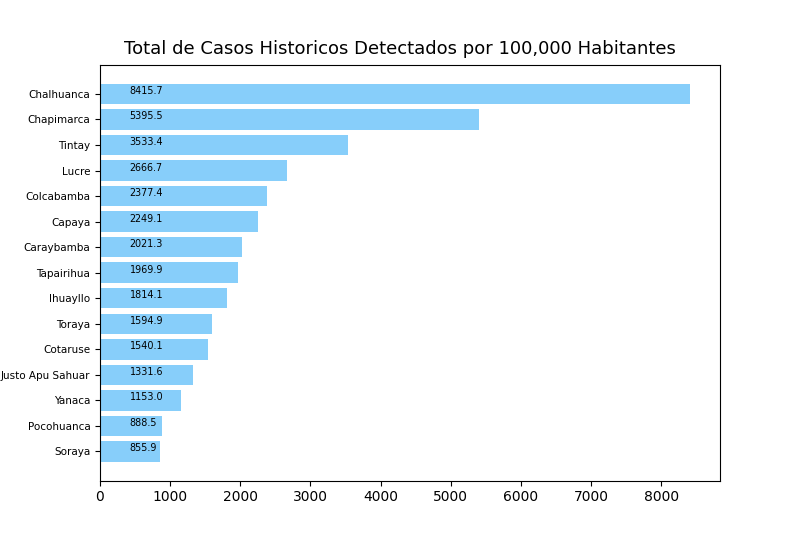 Total de Casos Historicos Detectados por 100,000 Habitantes
Chalhuanca 8415.7
Chapimarca 5395.5
Tintay 3533.4
Lucre 2666.7
Colcabamba 2377.4
Capaya 2249.1
Caraybamba 2021.3
Tapairihua 1969.9
Ihuayllo 1814.1
Toraya 1594.9
Cotaruse 1540.1
Justo Apu Sahuar 1331.6
Yanaca 1153.0
Pocohuanca 888.5
Soraya 855.9
0 1000 2000 3000 4000 5000 6000 7000 8000